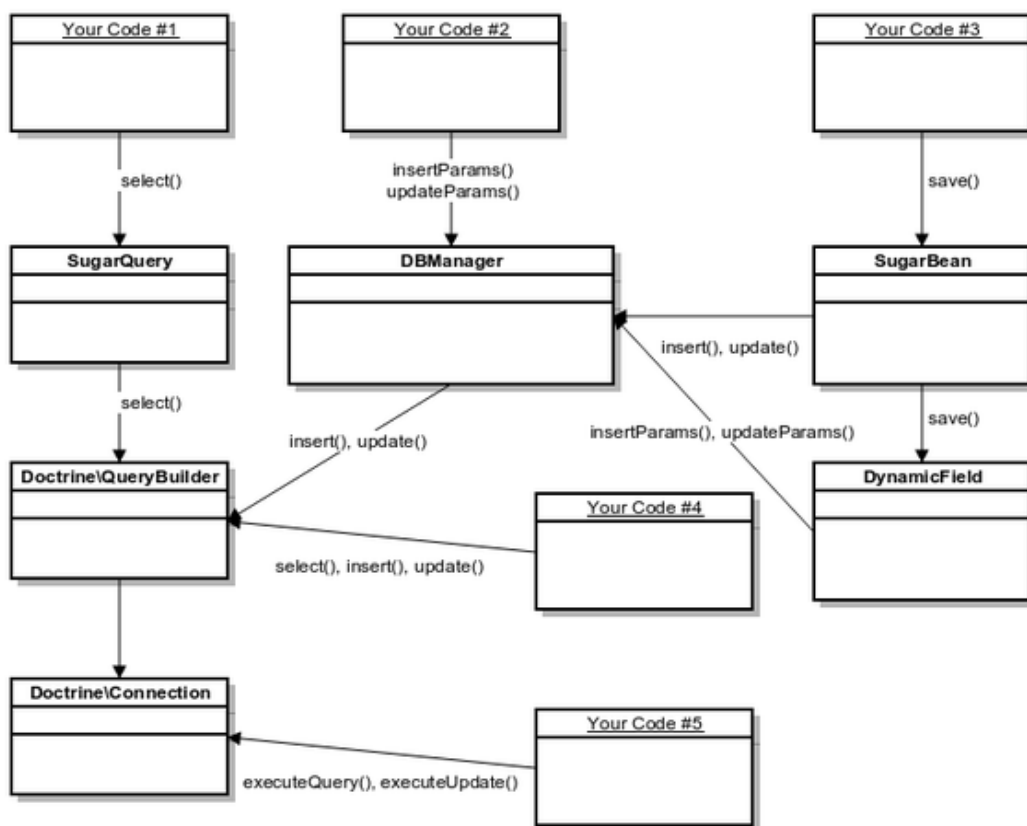 Your Code #1
Your Code #2
Your Code #3
select()
insertParams()
updateParams()
save()
SugarQuery
DBManager
SugarBean
insert(), update()
select()
save()
insert(), update()
insertParams(), updateParams()
Doctrine\QueryBuilder
DynamicField
Your Code #4
select(), insert(), update()
Doctrine\Connection
Your Code #5
executeQuery(), executeUpdate()